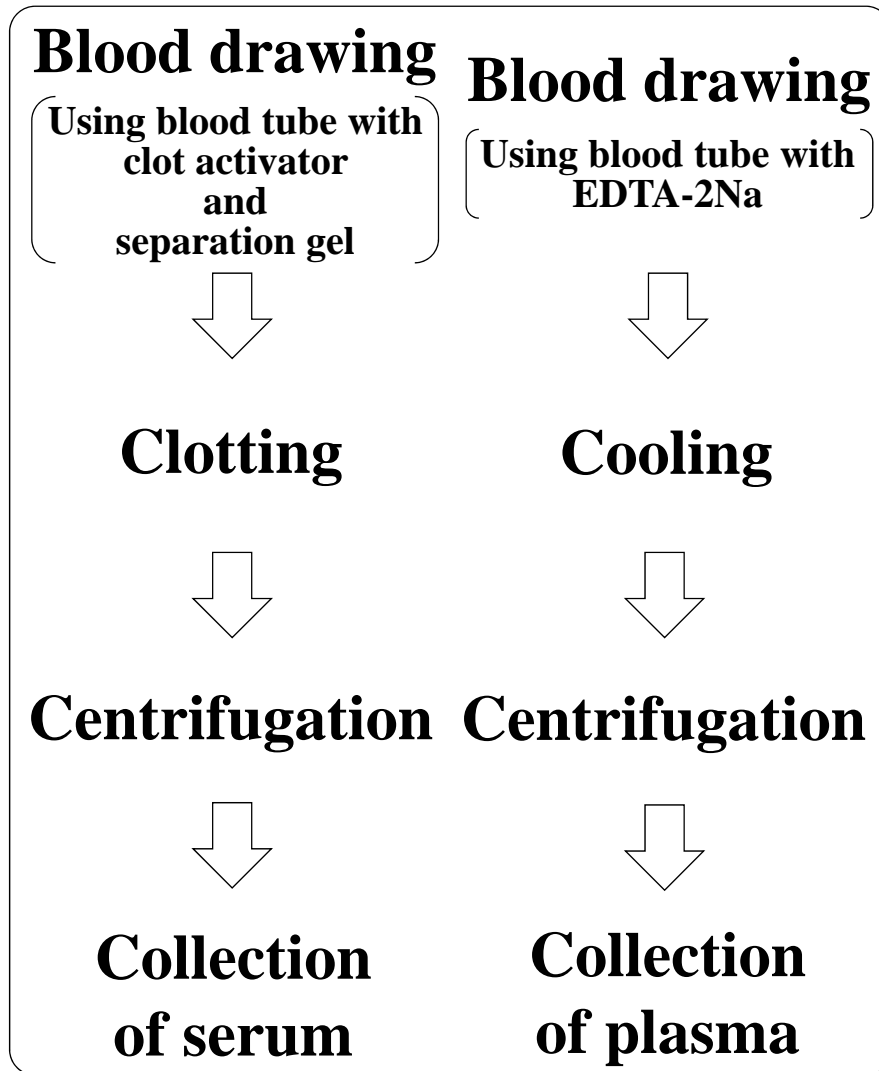 Blood drawing
Using blood tube with
clot activator
and
separation gel
Clotting
Centrifugation
Collection
of serum
Blood drawing
Using blood tube with
EDTA-2Na
Cooling
Centrifugation
Collection
of plasma